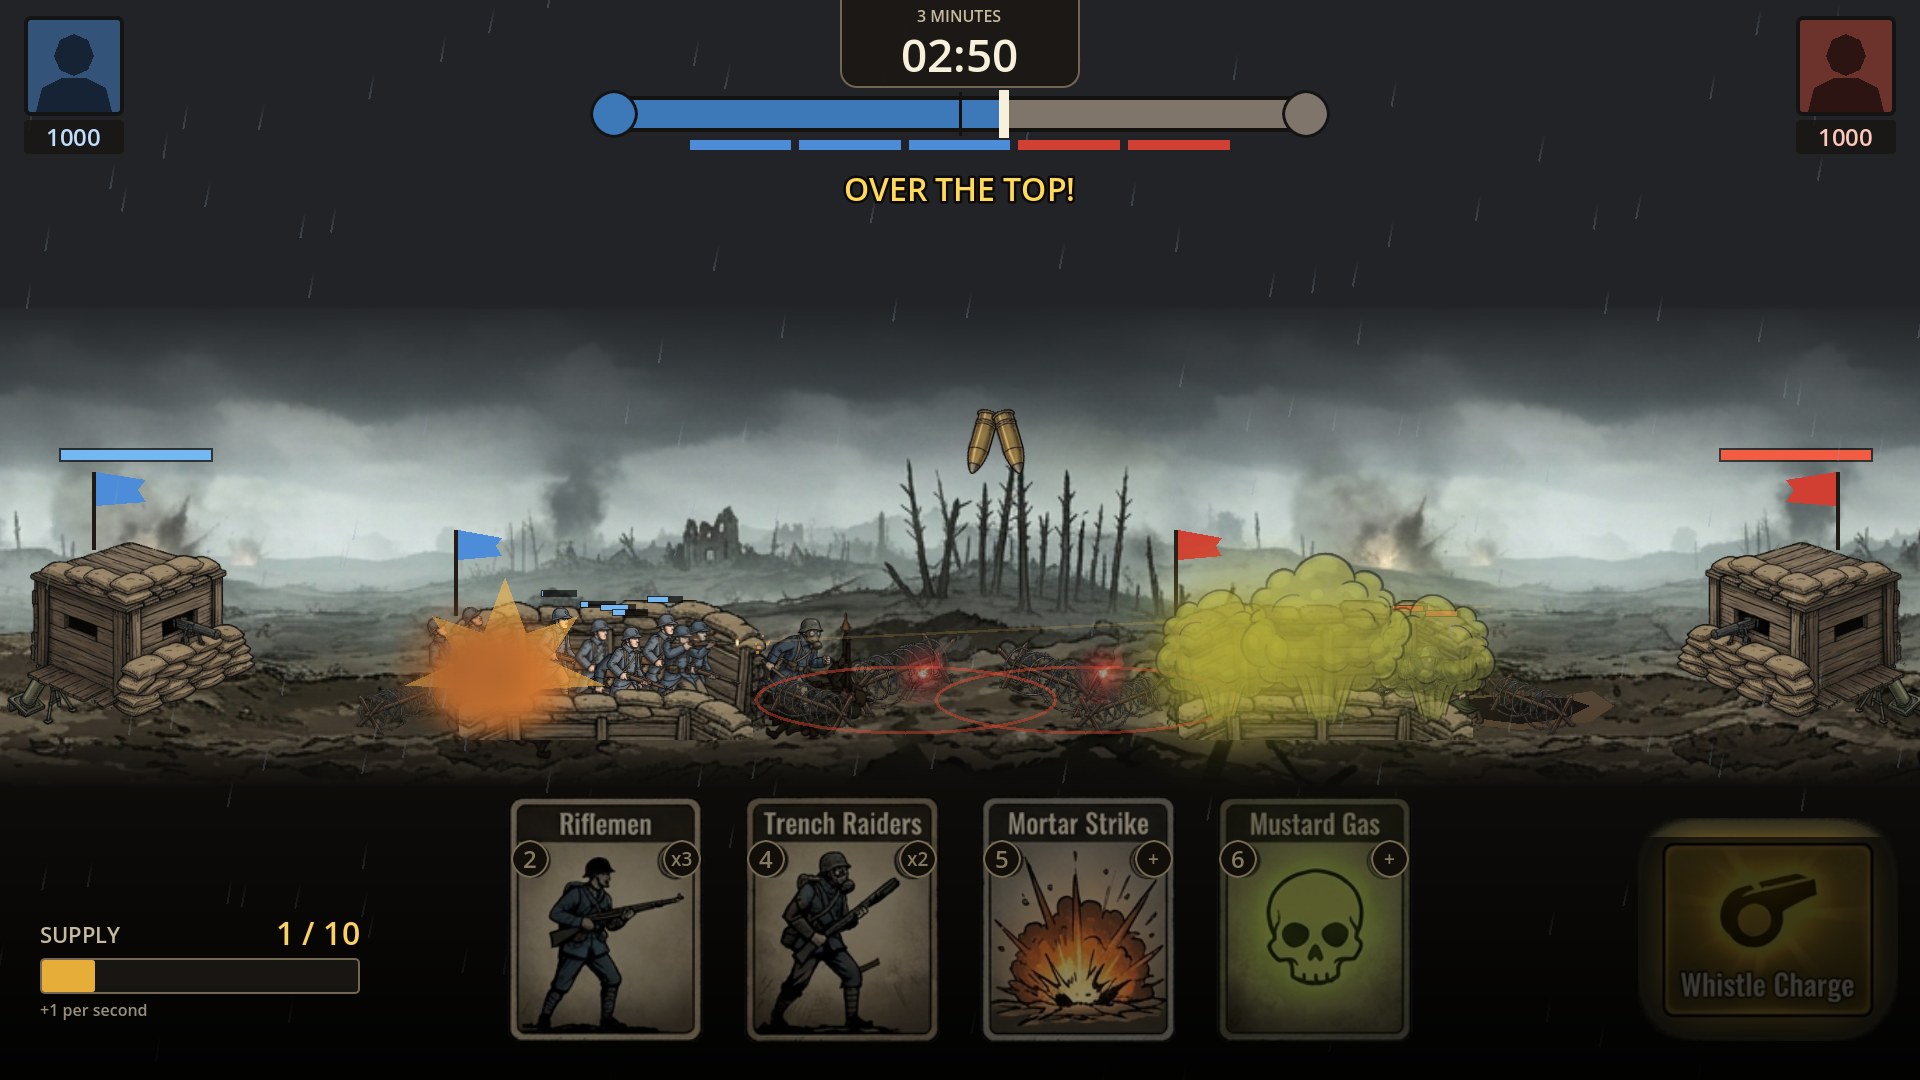 3 MINUTES
02:50
1000
1000
OVER THE TOP!
Riflemen
2
x3
Trench Raiders
4
x2
Mortar Strike
5
+
Mustard Gas
6
+
SUPPLY
1 / 10
+1 per second
Whistle Charge